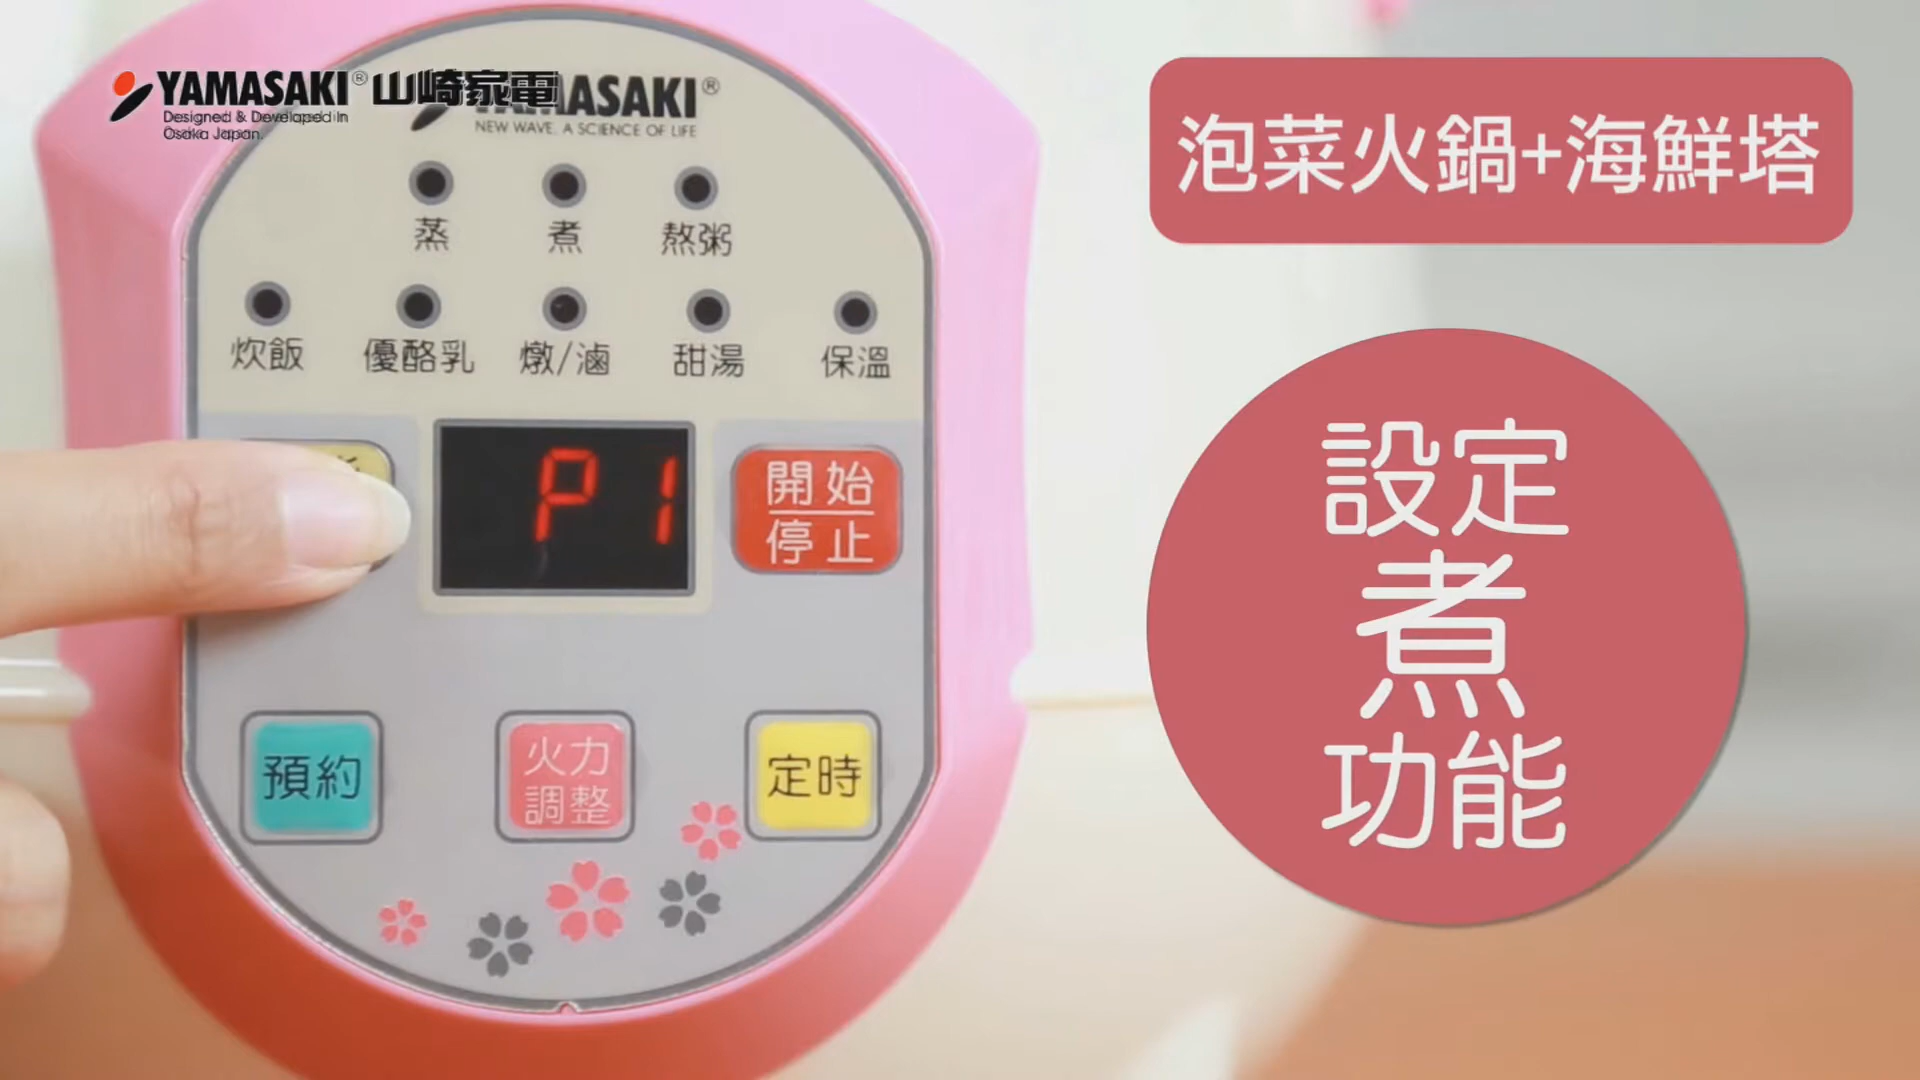 YAMASAKI® 山崎家電
Designed & Developed in
Osaka Japan.
ASAKI®
NEW WAVE. A SCIENCE OF LIFE
蒸 煮 熬粥
炊飯 優酪乳 燉/滷 甜湯 保溫
P1
開始
停止
預約
火力
調整
定時
泡菜火鍋+海鮮塔
設定
煮
功能